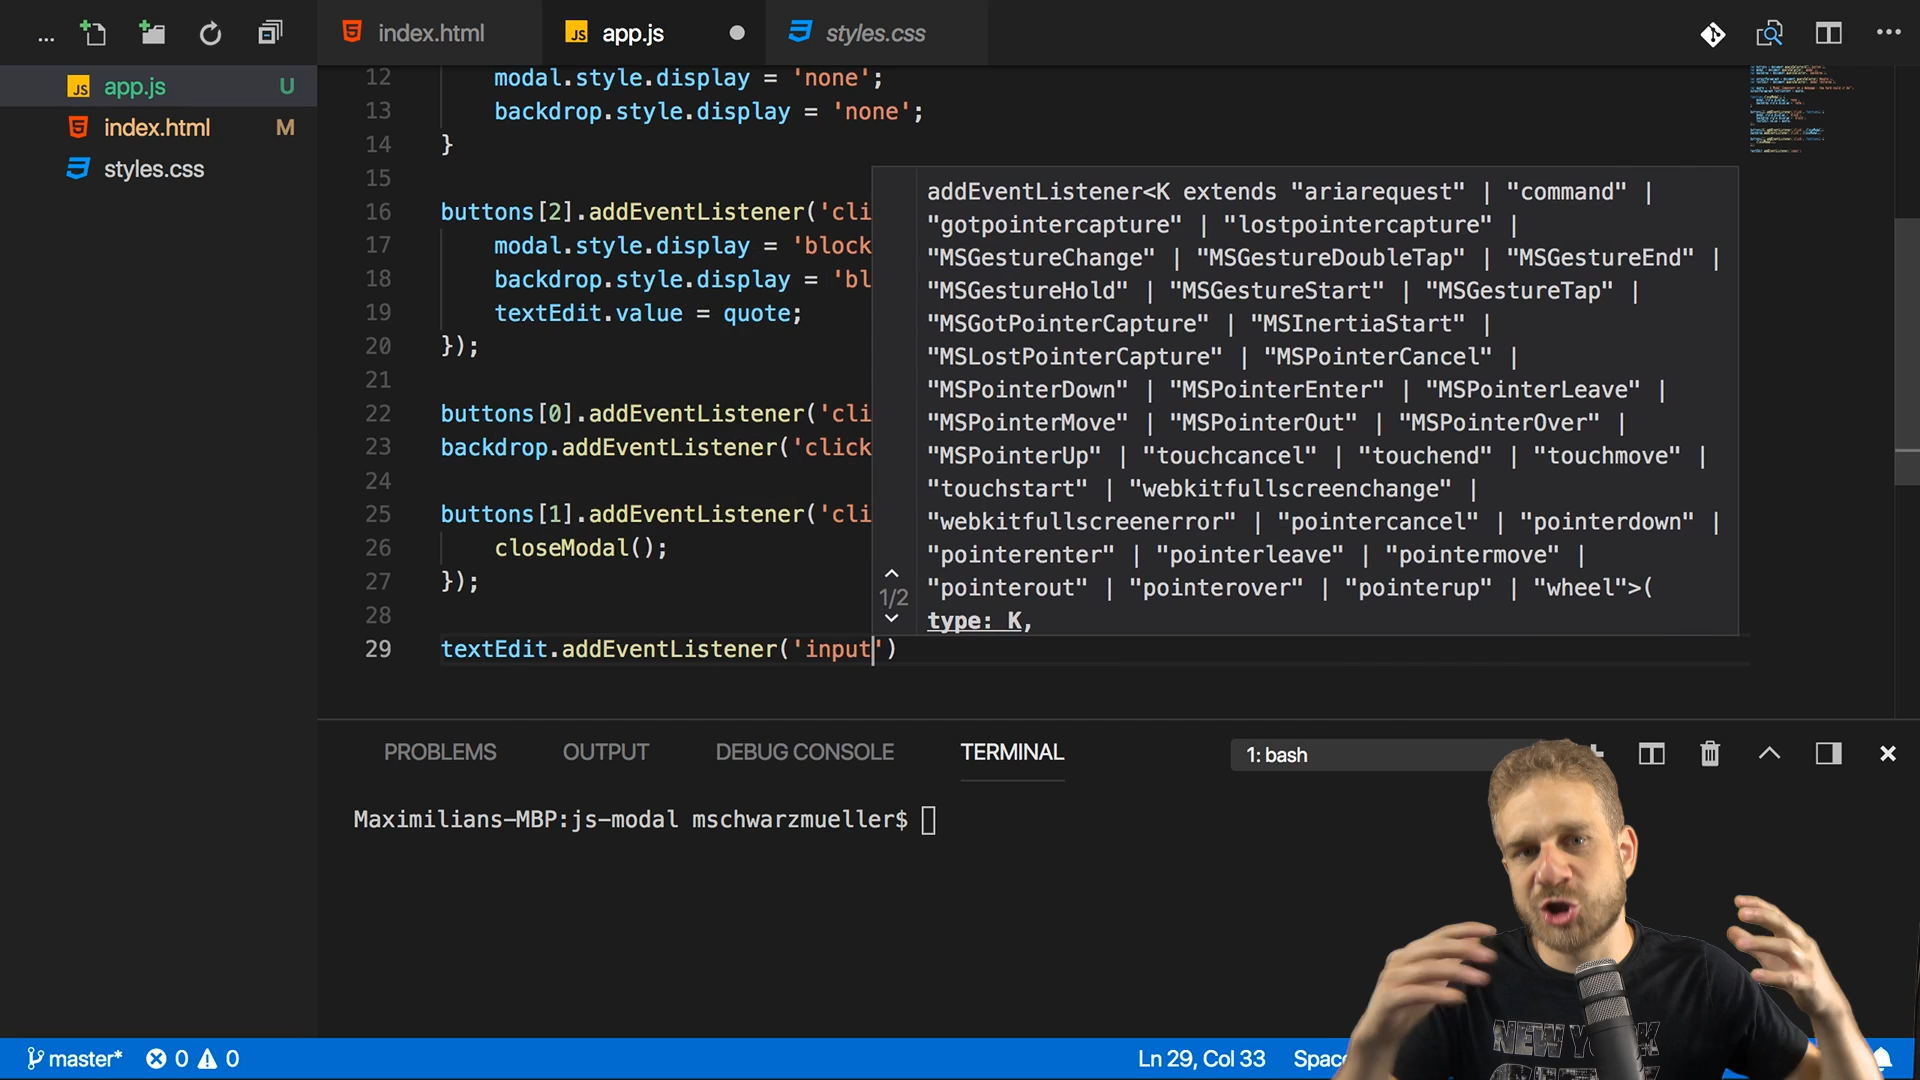 ...
index.html
app.js
styles.css
app.js U
index.html M
styles.css
12 modal.style.display = 'none';
13 backdrop.style.display = 'none';
14 }
15
16 buttons[2].addEventListener('cli
17 modal.style.display = 'block
18 backdrop.style.display = 'bl
19 textEdit.value = quote;
20 });
21
22 buttons[0].addEventListener('cli
23 backdrop.addEventListener('click
24
25 buttons[1].addEventListener('cli
26 closeModal();
27 });
28
29 textEdit.addEventListener('input')
addEventListener<K extends "ariarequest" | "command" |
"gotpointercapture" | "lostpointercapture" |
"MSGestureChange" | "MSGestureDoubleTap" | "MSGestureEnd" |
"MSGestureHold" | "MSGestureStart" | "MSGestureTap" |
"MSGotPointerCapture" | "MSInertiaStart" |
"MSLostPointerCapture" | "MSPointerCancel" |
"MSPointerDown" | "MSPointerEnter" | "MSPointerLeave" |
"MSPointerMove" | "MSPointerOut" | "MSPointerOver" |
"MSPointerUp" | "touchcancel" | "touchend" | "touchmove" |
"touchstart" | "webkitfullscreenchange" |
"webkitfullscreenerror" | "pointercancel" | "pointerdown" |
"pointerenter" | "pointerleave" | "pointermove" |
"pointerout" | "pointerover" | "pointerup" | "wheel">(
1/2
type: K,
PROBLEMS OUTPUT DEBUG CONSOLE TERMINAL
1: bash
Maximilians-MBP:js-modal mschwarzmueller$
NEW YORK
master* 0 0
Ln 29, Col 33 Spac